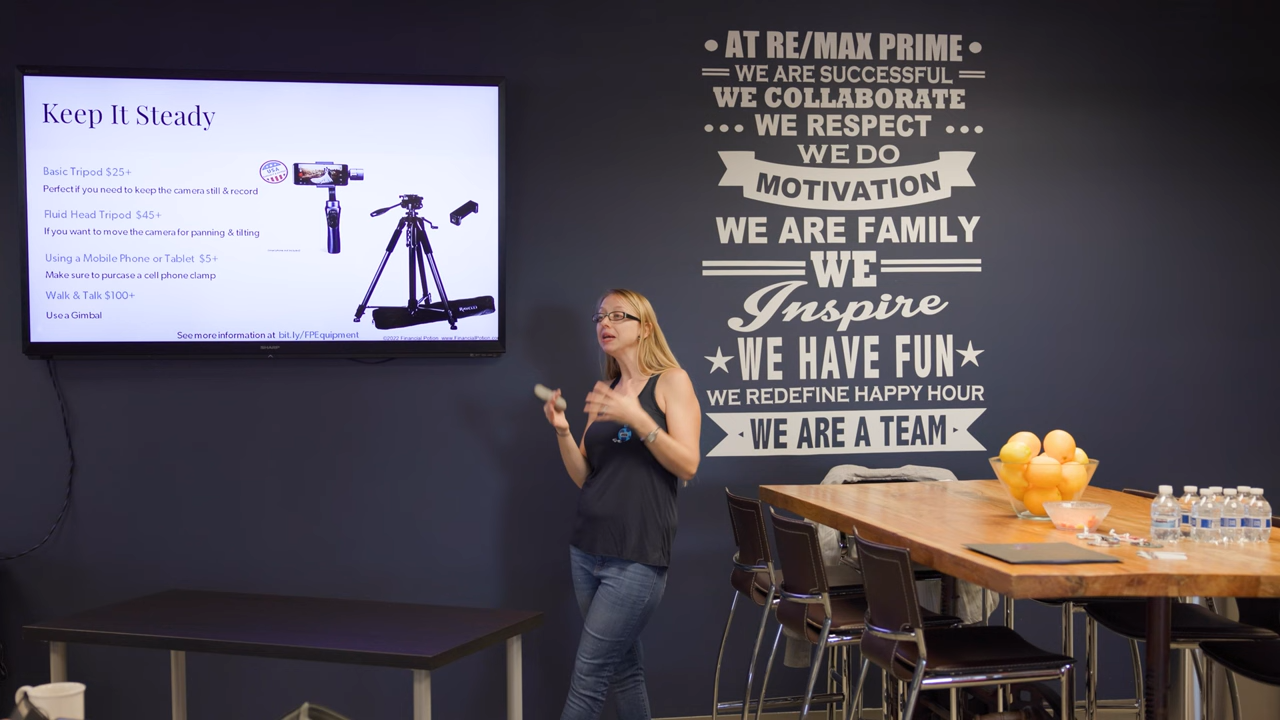 Keep It Steady
Basic Tripod $25+
Perfect if you need to keep the camera still & record
Fluid Head Tripod $45+
If you want to move the camera for panning & tilting
Using a Mobile Phone or Tablet $5+
Make sure to purcase a cell phone clamp
Walk & Talk $100+
Use a Gimbal
See more information at bit.ly/FPEquipment
USA
SHARP
AT RE/MAX PRIME
WE ARE SUCCESSFUL
WE COLLABORATE
WE RESPECT
WE DO
MOTIVATION
WE ARE FAMILY
WE
Inspire
WE HAVE FUN
WE REDEFINE HAPPY HOUR
WE ARE A TEAM